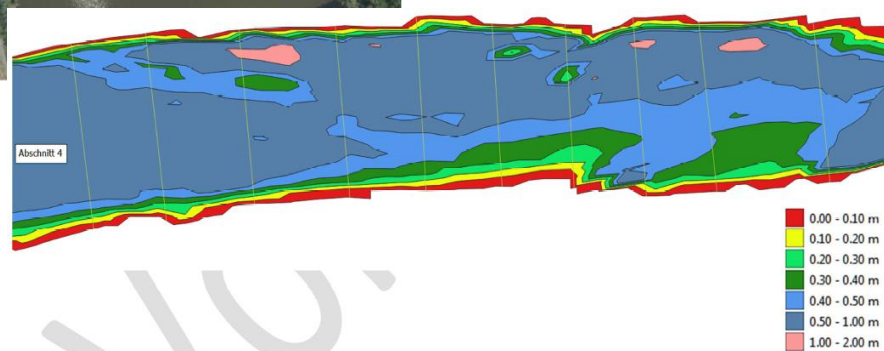 Abschnitt 4
0.00 - 0.10 m
0.10 - 0.20 m
0.20 - 0.30 m
0.30 - 0.40 m
0.40 - 0.50 m
0.50 - 1.00 m
1.00 - 2.00 m